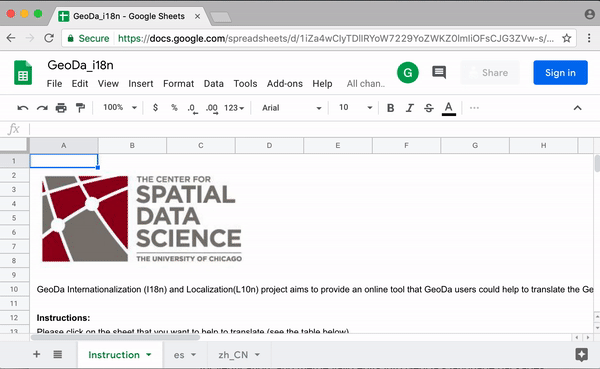 GeoDa_i18n - Google Sheets
Secure https://docs.google.com/spreadsheets/d/1iZa4wClyTDlIRYoW7229YoZWKZ0lmIiOFsCJG3ZVw-s/...
GeoDa_i18n
File Edit View Insert Format Data Tools Add-ons Help All chan..
G
Share
Sign in
100% $ % .0 .00 123 Arial 10 B I S A ...
fx
A B C D E F G H
1
2
THE CENTER FOR
3
SPATIAL
4
DATA
5
6
SCIENCE
7
8
THE UNIVERSITY OF CHICAGO
9
10 GeoDa Internationalization (I18n) and Localization(L10n) project aims to provide an online tool that GeoDa users could help to translate the Ge
11
12 Instructions:
13 Please click on the sheet that you want to help to translate (see the table below)
+ Instruction es zh_CN